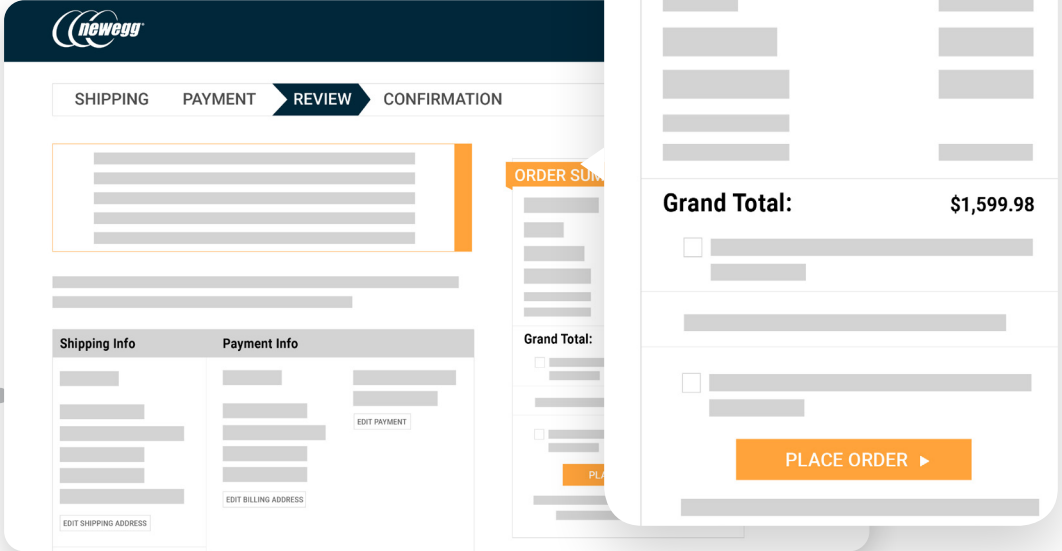 newegg
SHIPPING PAYMENT REVIEW CONFIRMATION
ORDER SUM
Shipping Info Payment Info
EDIT PAYMENT
EDIT BILLING ADDRESS
EDIT SHIPPING ADDRESS
Grand Total:
PLA
Grand Total: $1,599.98
PLACE ORDER